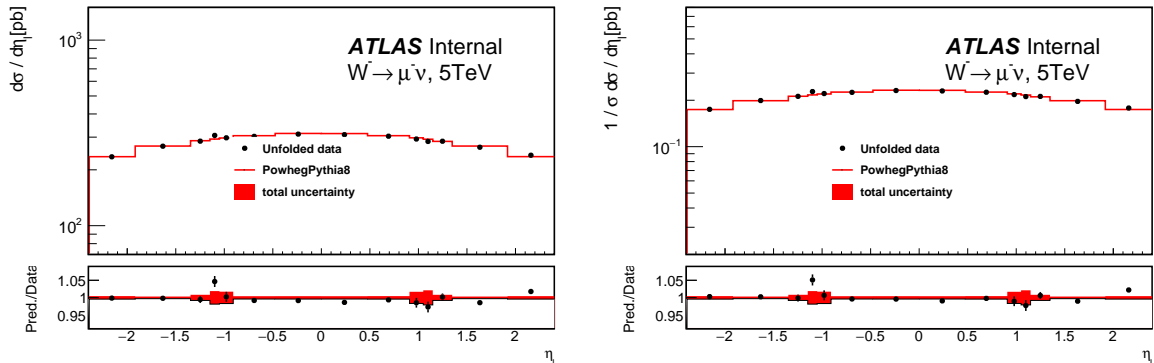 dσ / dη_l[pb]
10³
10²
ATLAS Internal
W⁻→ μ⁻ν, 5TeV
Unfolded data
PowhegPythia8
total uncertainty
Pred./Data
1.05
1
0.95
−2 −1.5 −1 −0.5 0 0.5 1 1.5 2
η_l
1 / σ dσ / dη_l[pb]
10⁻¹
ATLAS Internal
W⁻→ μ⁻ν, 5TeV
Unfolded data
PowhegPythia8
total uncertainty
Pred./Data
1.05
1
0.95
−2 −1.5 −1 −0.5 0 0.5 1 1.5 2
η_l